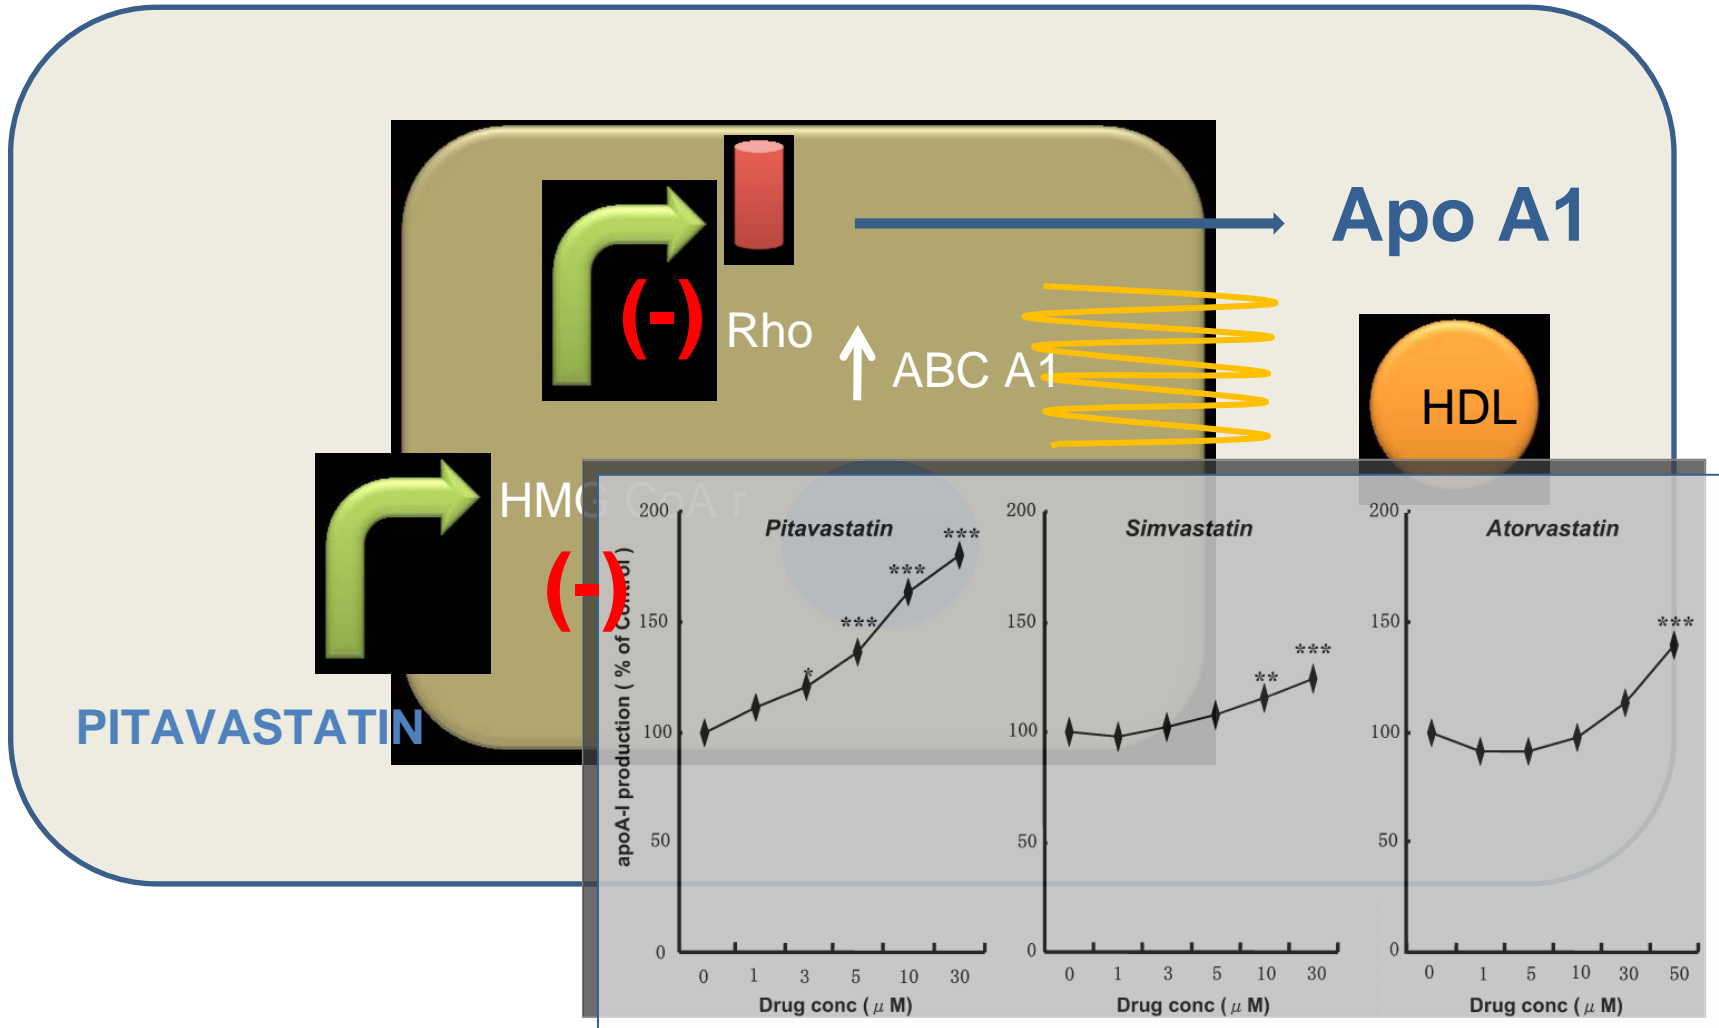 Apo A1
(-)
Rho
ABC A1
HDL
HMG CoA r
(-)
PITAVASTATIN
apoA-I production ( % of Control )
200
150
100
50
0
Pitavastatin
*
***
***
***
0 1 3 5 10 30
Drug conc ( μ M)
200
150
100
50
0
Simvastatin
**
***
0 1 3 5 10 30
Drug conc ( μ M)
200
150
100
50
0
Atorvastatin
***
0 1 5 10 30 50
Drug conc ( μ M)